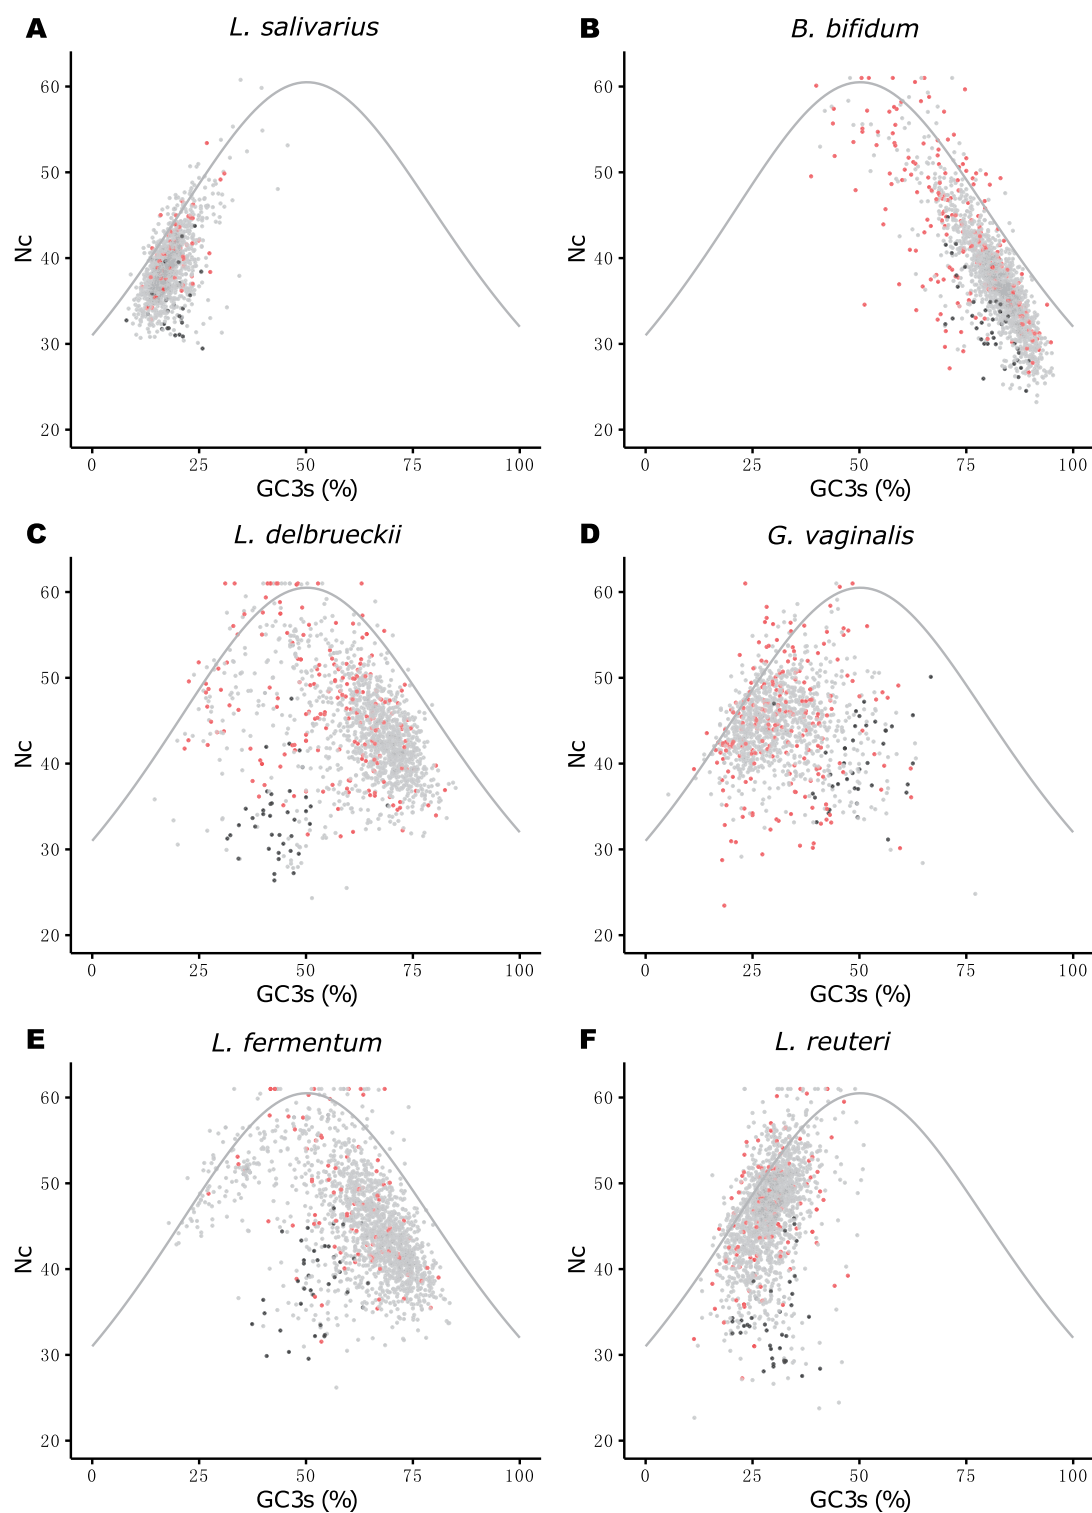 A L. salivarius
60
50
40
30
20
Nc
0 25 50 75 100
GC3s (%)
B B. bifidum
60
50
40
30
20
Nc
0 25 50 75 100
GC3s (%)
C L. delbrueckii
60
50
40
30
20
Nc
0 25 50 75 100
GC3s (%)
D G. vaginalis
60
50
40
30
20
Nc
0 25 50 75 100
GC3s (%)
E L. fermentum
60
50
40
30
20
Nc
0 25 50 75 100
GC3s (%)
F L. reuteri
60
50
40
30
20
Nc
0 25 50 75 100
GC3s (%)